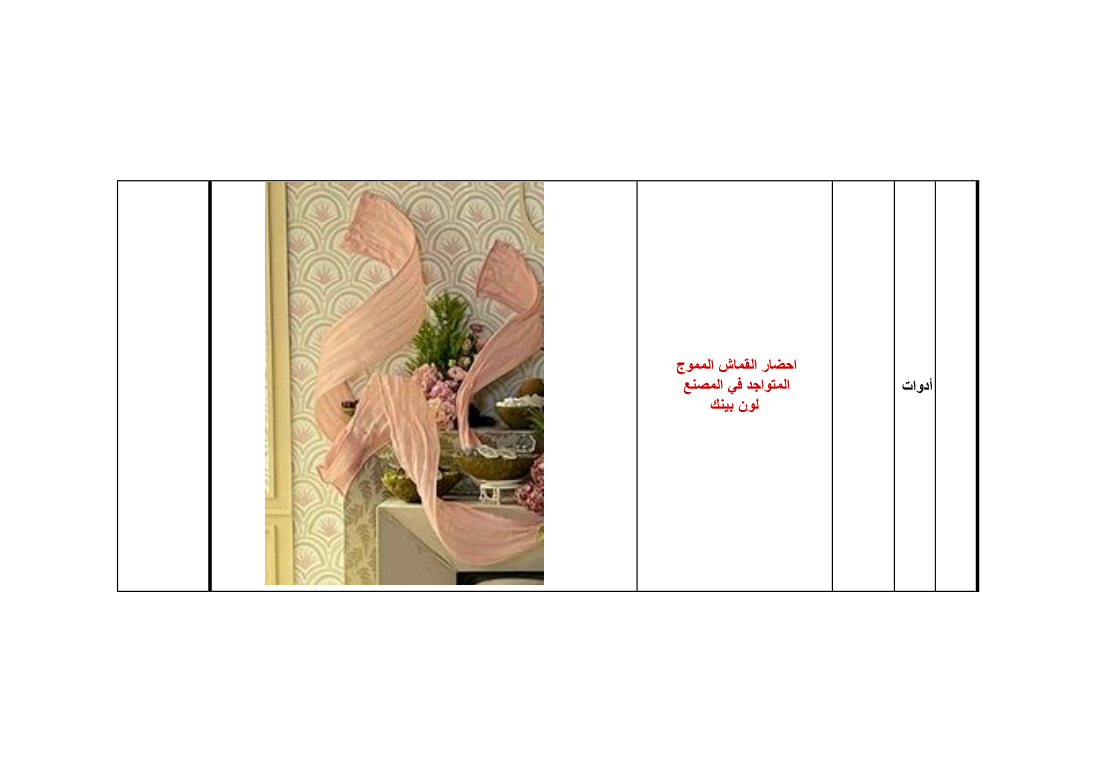 أدوات
احضار القماش المموج
المتواجد في المصنع
لون بينك